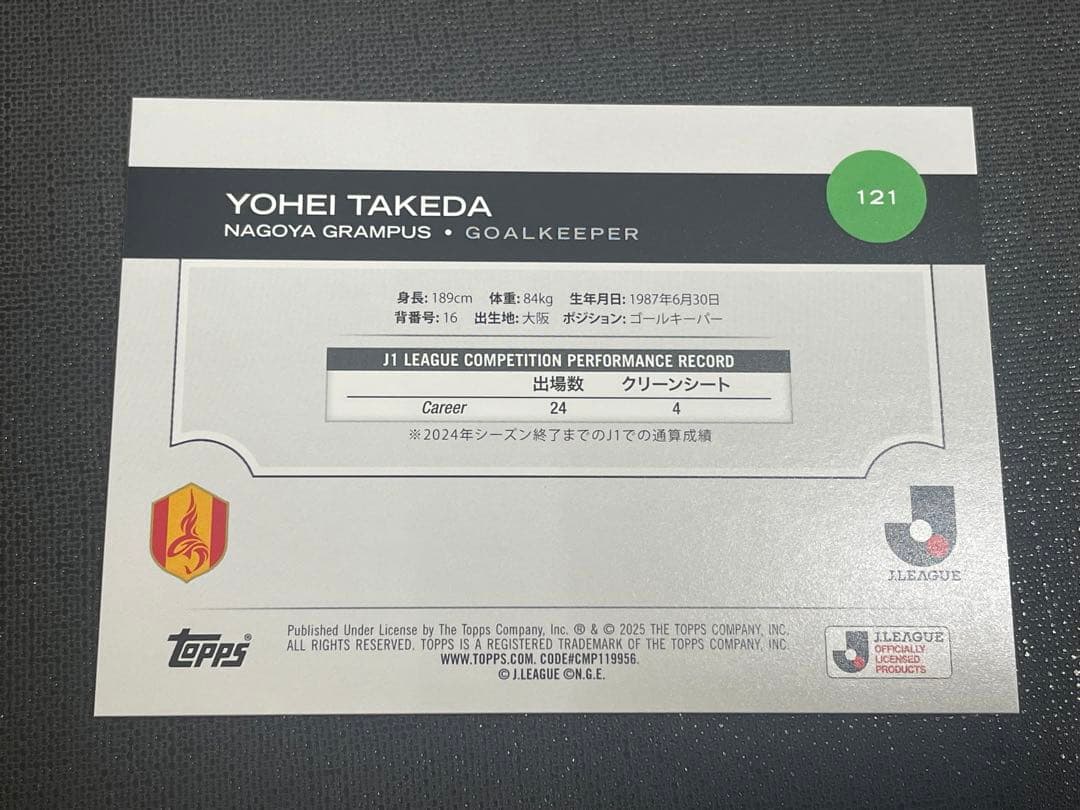 YOHEI TAKEDA
121
NAGOYA GRAMPUS • GOALKEEPER
身長: 189cm 体重: 84kg 生年月日: 1987年6月30日
背番号: 16 出生地: 大阪 ポジション: ゴールキーパー
J1 LEAGUE COMPETITION PERFORMANCE RECORD
出場数 クリーンシート
Career 24 4
※2024年シーズン終了までのJ1での通算成績
J.LEAGUE
topps®
Published Under License by The Topps Company, Inc. ® & © 2025 THE TOPPS COMPANY, INC.
ALL RIGHTS RESERVED. TOPPS IS A REGISTERED TRADEMARK OF THE TOPPS COMPANY, INC.
WWW.TOPPS.COM. CODE#CMP119956.
© J.LEAGUE ©N.G.E.
J.LEAGUE
OFFICIALLY
LICENSED
PRODUCTS